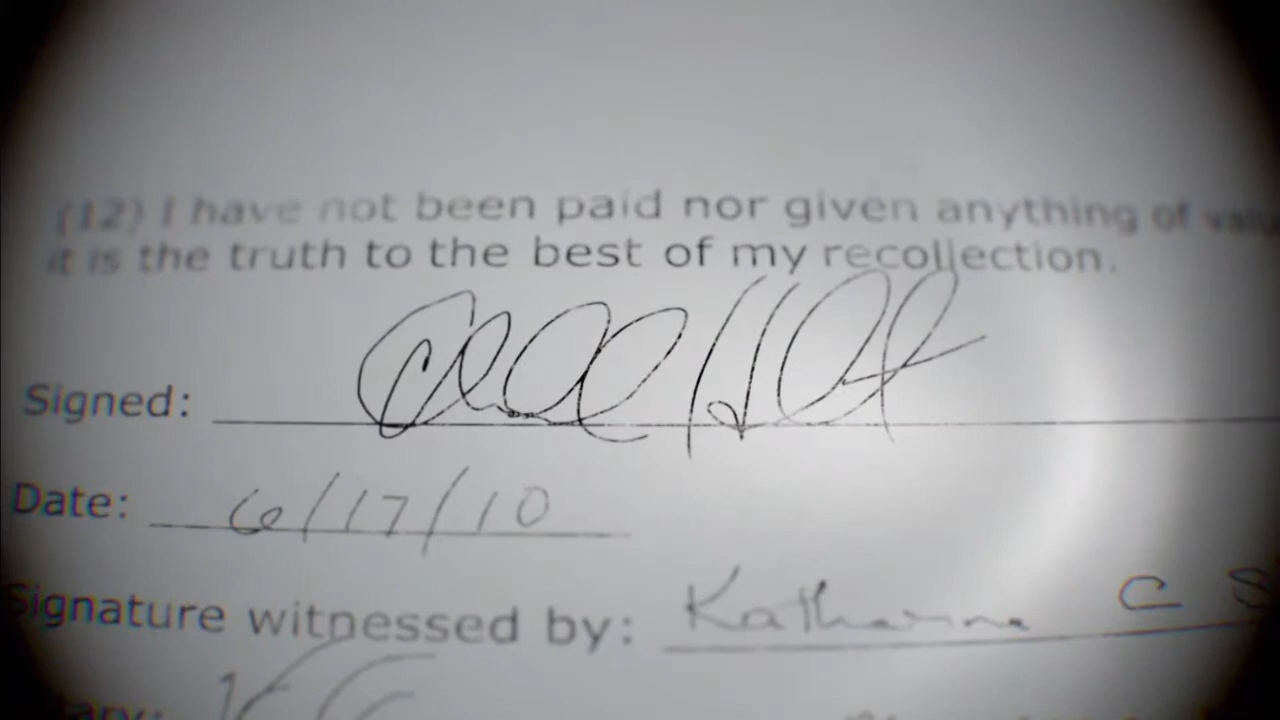 (12) I have not been paid nor given anything of
it is the truth to the best of my recollection.
Signed:
Date: 6/17/10
Signature witnessed by: Katharine C S